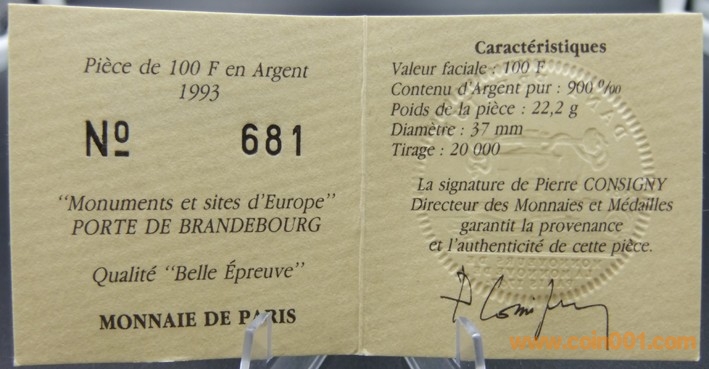 Pièce de 100 F en Argent
1993
Nº 681
"Monuments et sites d'Europe"
PORTE DE BRANDEBOURG
Qualité "Belle Épreuve"
MONNAIE DE PARIS
Caractéristiques
Valeur faciale : 100 F
Contenu d'Argent pur : 900 ‰
Poids de la pièce : 22,2 g
Diamètre : 37 mm
Tirage : 20 000
La signature de Pierre CONSIGNY
Directeur des Monnaies et Médailles
garantit la provenance
et l'authenticité de cette pièce.
www.coin001.com